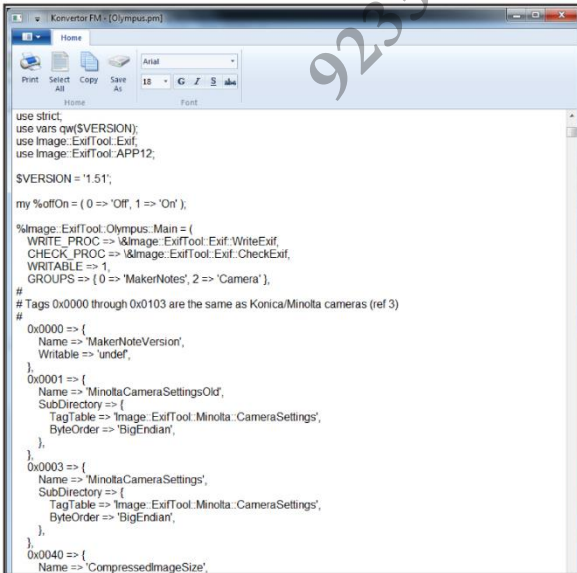 Konvertor FM - [Olympus.pm]
Home
Print
Select All
Copy
Save As
Arial
18
G I S abc
Home
Font
9233
use strict;
use vars qw($VERSION);
use Image::ExifTool::Exif;
use Image::ExifTool::APP12;
$VERSION = '1.51';
my %offOn = ( 0 => 'Off', 1 => 'On' );
%Image::ExifTool::Olympus::Main = (
WRITE_PROC => \&Image::ExifTool::Exif::WriteExif,
CHECK_PROC => \&Image::ExifTool::Exif::CheckExif,
WRITABLE => 1,
GROUPS => { 0 => 'MakerNotes', 2 => 'Camera' },
#
# Tags 0x0000 through 0x0103 are the same as Konica/Minolta cameras (ref 3)
#
0x0000 => {
Name => 'MakerNoteVersion',
Writable => 'undef',
},
0x0001 => {
Name => 'MinoltaCameraSettingsOld',
SubDirectory => {
TagTable => 'Image::ExifTool::Minolta::CameraSettings',
ByteOrder => 'BigEndian',
},
},
0x0003 => {
Name => 'MinoltaCameraSettings',
SubDirectory => {
TagTable => 'Image::ExifTool::Minolta::CameraSettings',
ByteOrder => 'BigEndian',
},
},
0x0040 => {
Name => 'CompressedImageSize',